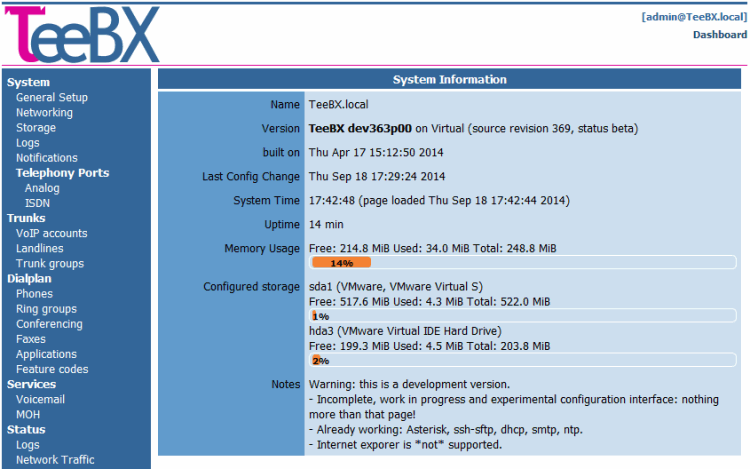 TeeBX
[admin@TeeBX.local]
Dashboard
System
General Setup
Networking
Storage
Logs
Notifications
Telephony Ports
Analog
ISDN
Trunks
VoIP accounts
Landlines
Trunk groups
Dialplan
Phones
Ring groups
Conferencing
Faxes
Applications
Feature codes
Services
Voicemail
MOH
Status
Logs
Network Traffic
System Information
Name TeeBX.local
Version TeeBX dev363p00 on Virtual (source revision 369, status beta)
built on Thu Apr 17 15:12:50 2014
Last Config Change Thu Sep 18 17:29:24 2014
System Time 17:42:48 (page loaded Thu Sep 18 17:42:44 2014)
Uptime 14 min
Memory Usage Free: 214.8 MiB Used: 34.0 MiB Total: 248.8 MiB
14%
Configured storage sda1 (VMware, VMware Virtual S)
Free: 517.6 MiB Used: 4.3 MiB Total: 522.0 MiB
1%
hda3 (VMware Virtual IDE Hard Drive)
Free: 199.3 MiB Used: 4.5 MiB Total: 203.8 MiB
2%
Notes Warning: this is a development version.
- Incomplete, work in progress and experimental configuration interface: nothing
more than that page!
- Already working: Asterisk, ssh-sftp, dhcp, smtp, ntp.
- Internet exporer is *not* supported.